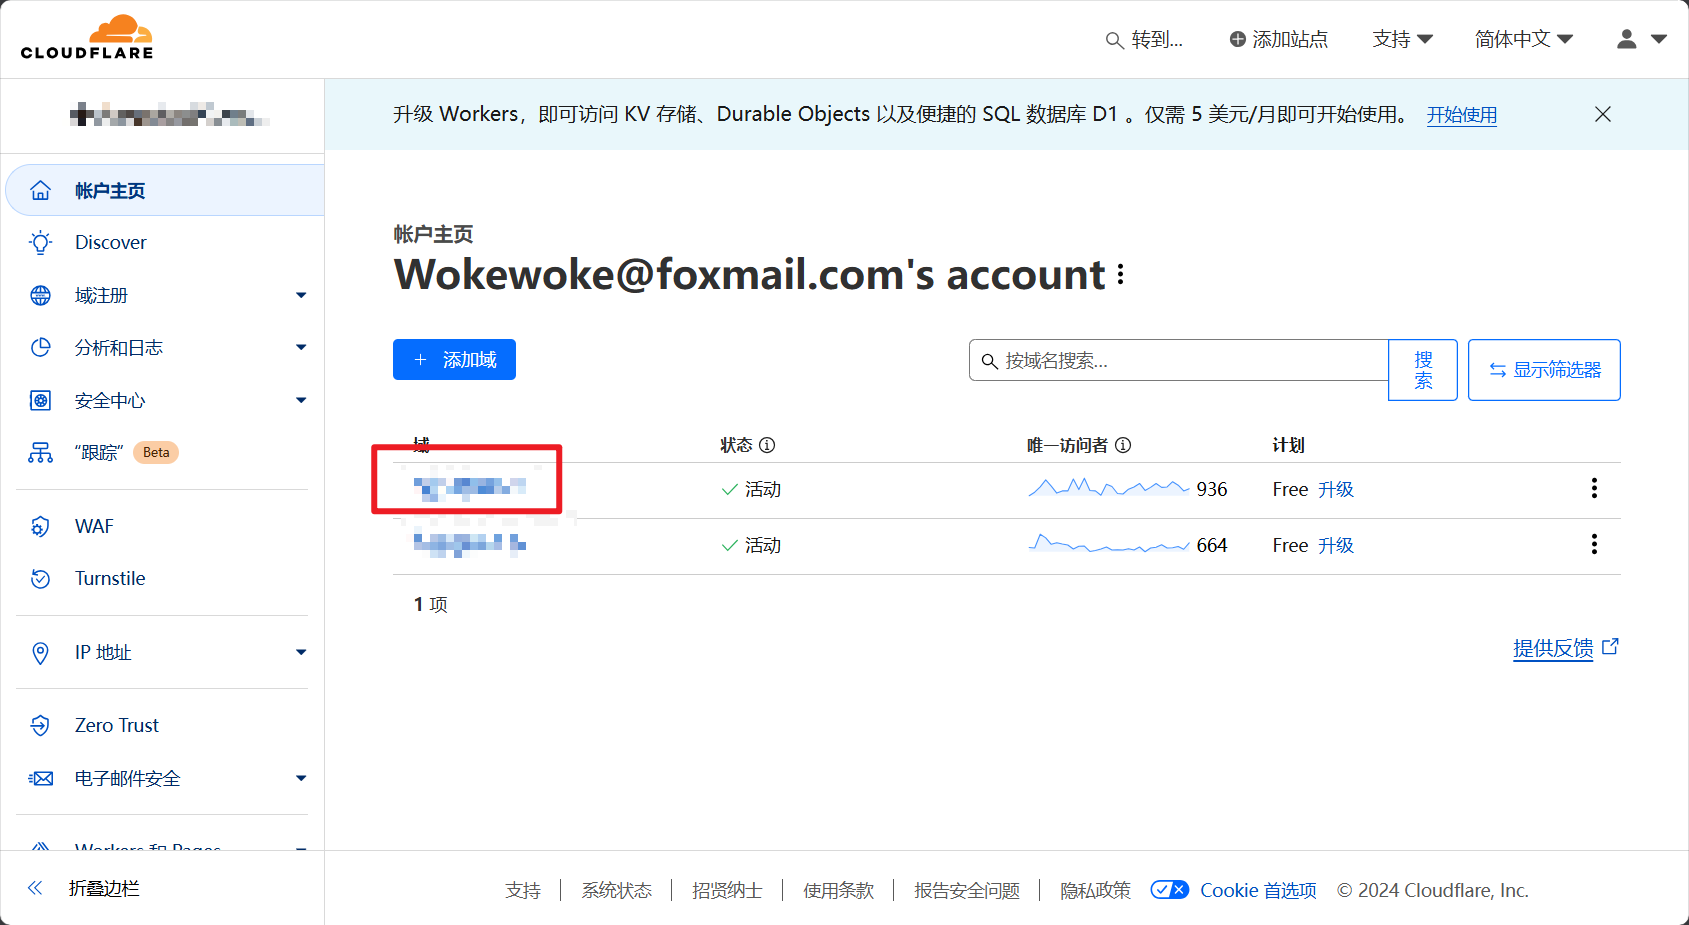 CLOUDFLARE
转到...
添加站点
支持
简体中文
升级 Workers，即可访问 KV 存储、Durable Objects 以及便捷的 SQL 数据库 D1 。仅需 5 美元/月即可开始使用。 开始使用
帐户主页
Discover
域注册
分析和日志
安全中心
“跟踪” Beta
WAF
Turnstile
IP 地址
Zero Trust
电子邮件安全
Workers 和 Pages
折叠边栏
帐户主页
Wokewoke@foxmail.com's account
添加域
按域名搜索...
搜
索
显示筛选器
域 状态 唯一访问者 计划
活动 936 Free 升级
活动 664 Free 升级
1 项
提供反馈
支持 系统状态 招贤纳士 使用条款 报告安全问题 隐私政策 Cookie 首选项 © 2024 Cloudflare, Inc.